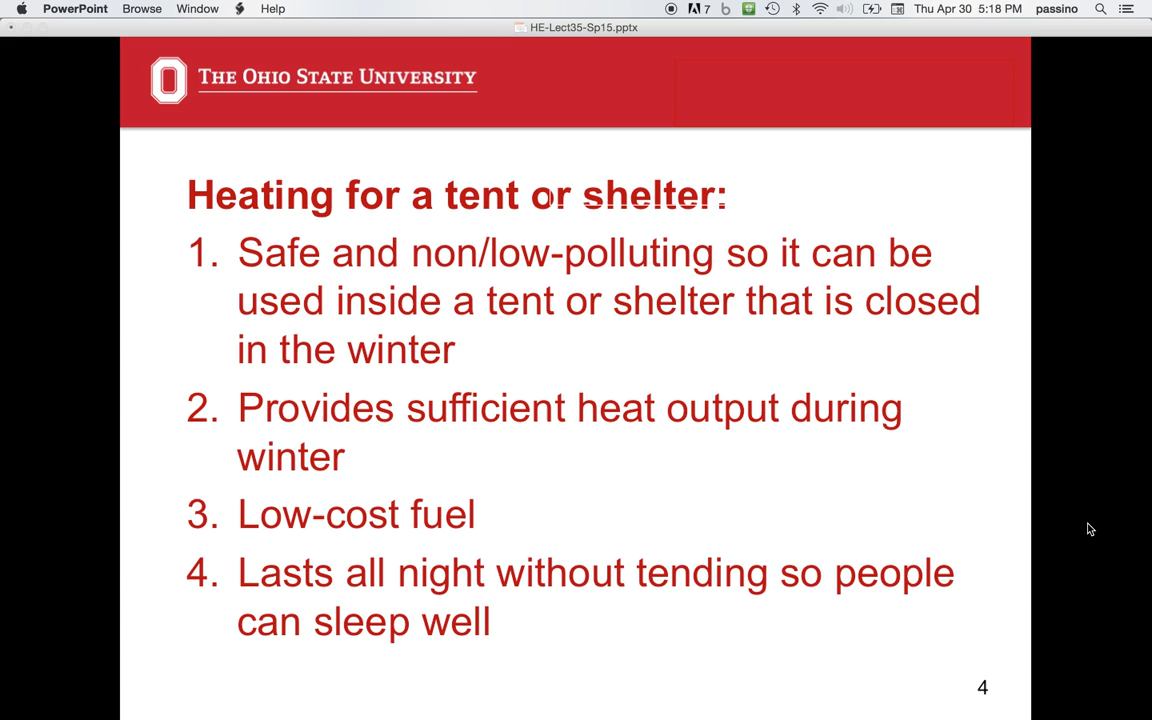 PowerPoint Browse Window Help 7 Thu Apr 30 5:18 PM passino
HE-Lect35-Sp15.pptx
THE OHIO STATE UNIVERSITY
Heating for a tent or shelter:
1. Safe and non/low-polluting so it can be
used inside a tent or shelter that is closed
in the winter
2. Provides sufficient heat output during
winter
3. Low-cost fuel
4. Lasts all night without tending so people
can sleep well
4